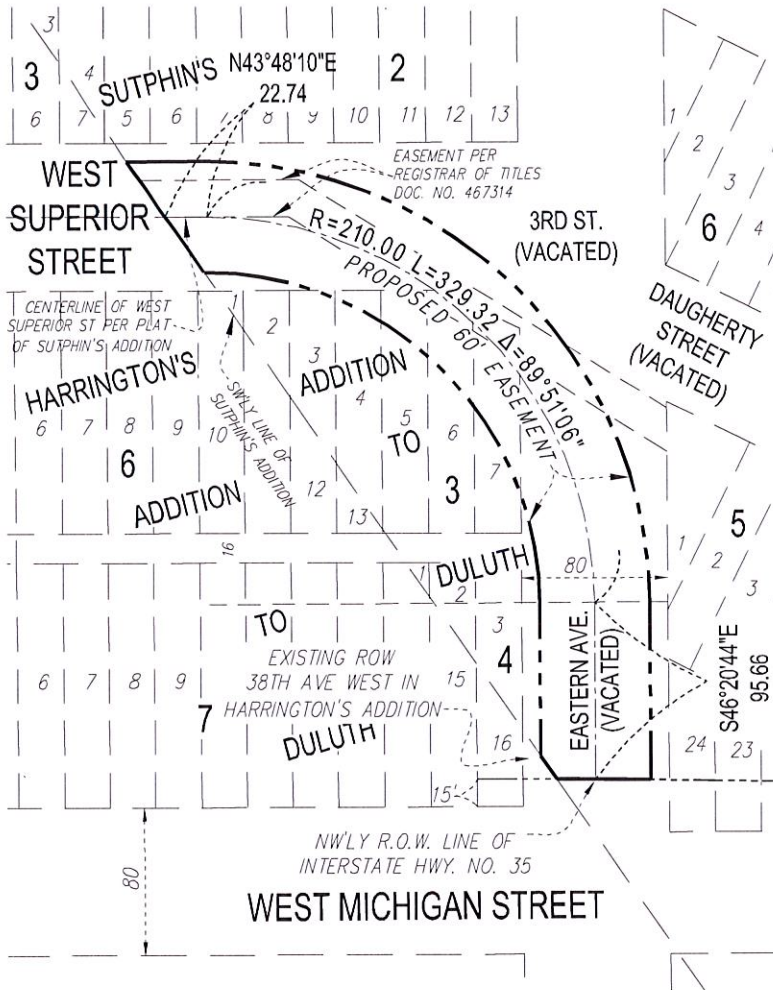 3
3
4
SUTPHIN'S
N43°48'10"E
22.74
2
6 7 5 6 7 8 9 10 11 12 13
WEST
SUPERIOR
STREET
EASEMENT PER
REGISTRAR OF TITLES
DOC. NO. 467314
3RD ST.
(VACATED)
1
2
3
4
6
DAUGHERTY
STREET
(VACATED)
R=210.00 L=329.32 Δ=89°51'06"
PROPOSED 60' EASEMENT
CENTERLINE OF WEST
SUPERIOR ST PER PLAT
OF SUTPHIN'S ADDITION
HARRINGTON'S
ADDITION
6 7 8 9 10
6
12
13
SW'LY LINE OF
SUTPHIN'S ADDITION
1
2
3
4
5
6
7
ADDITION
TO
3
16
DULUTH
80
1
2
3
5
1
2
3
4
TO
EXISTING ROW
38TH AVE WEST IN
HARRINGTON'S ADDITION
6 7 8 9
7
DULUTH
15
16
15'
EASTERN AVE.
(VACATED)
S46°20'44"E
95.66
24 23
80
NW'LY R.O.W. LINE OF
INTERSTATE HWY. NO. 35
WEST MICHIGAN STREET